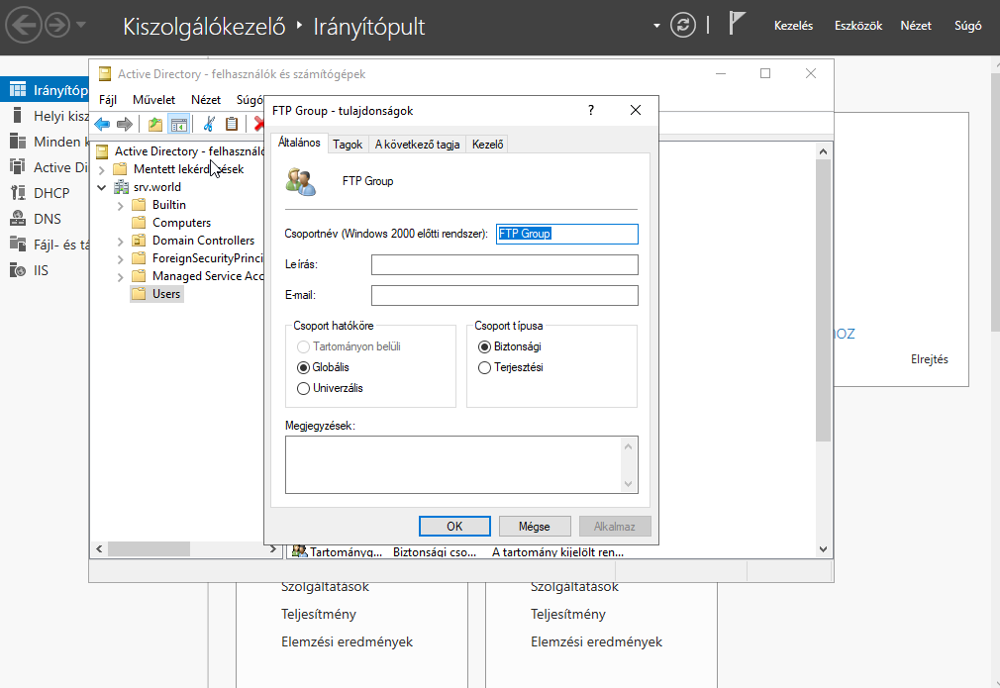 Kiszolgálókezelő ‣ Irányítópult
Kezelés Eszközök Nézet Súgó
Irányítóp
Helyi kisz
Minden k
Active Di
DHCP
DNS
Fájl- és tá
IIS
Active Directory - felhasználók és számítógépek
Fájl Művelet Nézet Súgó
Active Directory - felhasználó
Mentett lekérdezések
srv.world
Builtin
Computers
Domain Controllers
ForeignSecurityPrinci
Managed Service Acc
Users
FTP Group - tulajdonságok
Általános Tagok A következő tagja Kezelő
FTP Group
Csoportnév (Windows 2000 előtti rendszer): FTP Group
Leírás:
E-mail:
Csoport hatóköre
Tartományon belüli
Globális
Univerzális
Csoport típusa
Biztonsági
Terjesztési
Megjegyzések:
OK Mégse Alkalmaz
Tartományg... Biztonsági cso... A tartomány kijelölt ren...
hoz
Elrejtés
Szolgáltatások
Teljesítmény
Elemzési eredmények
Szolgáltatások
Teljesítmény
Elemzési eredmények